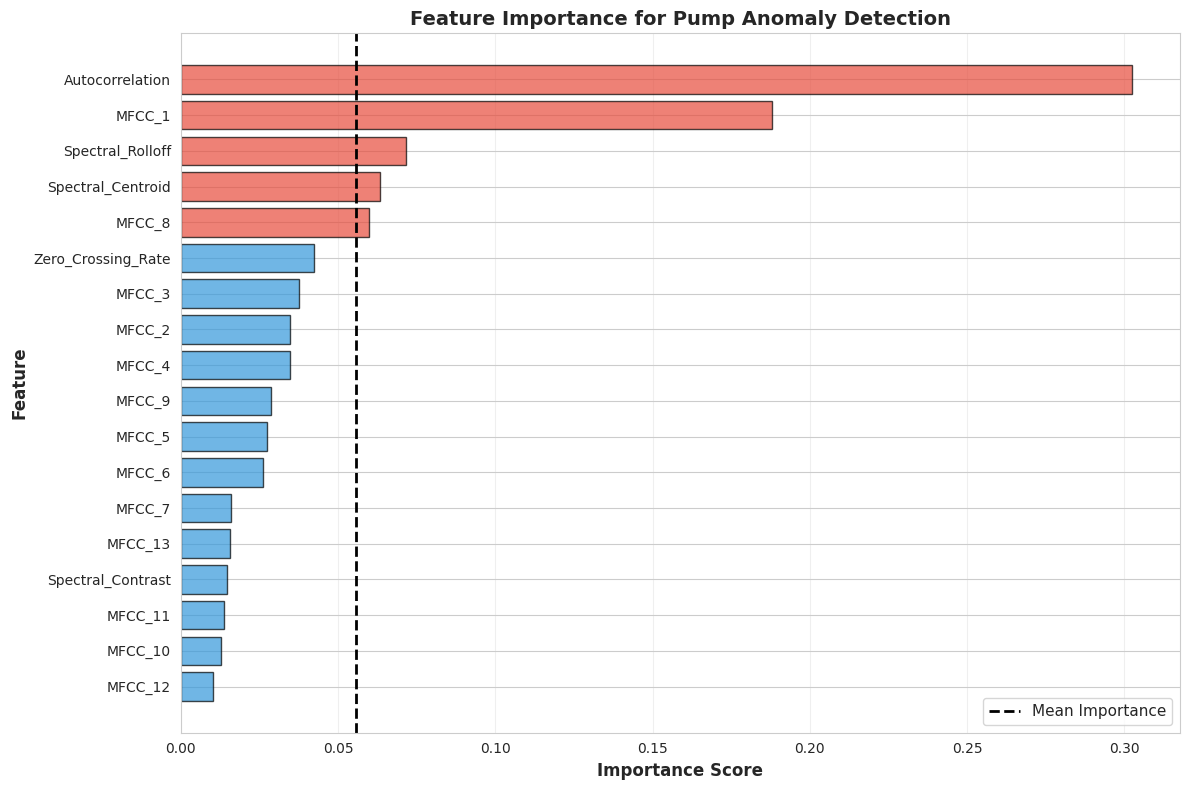 Feature Importance for Pump Anomaly Detection
Autocorrelation
MFCC_1
Spectral_Rolloff
Spectral_Centroid
MFCC_8
Zero_Crossing_Rate
MFCC_3
MFCC_2
MFCC_4
MFCC_9
MFCC_5
MFCC_6
MFCC_7
MFCC_13
Spectral_Contrast
MFCC_11
MFCC_10
MFCC_12
Feature
Mean Importance
0.00 0.05 0.10 0.15 0.20 0.25 0.30
Importance Score